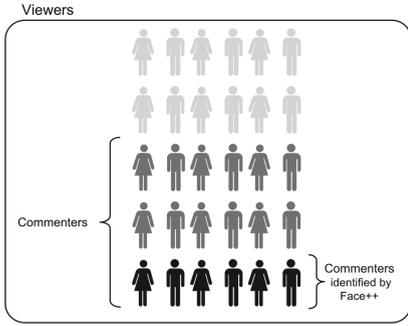 Viewers
Commenters
Commenters
identified by
Face++